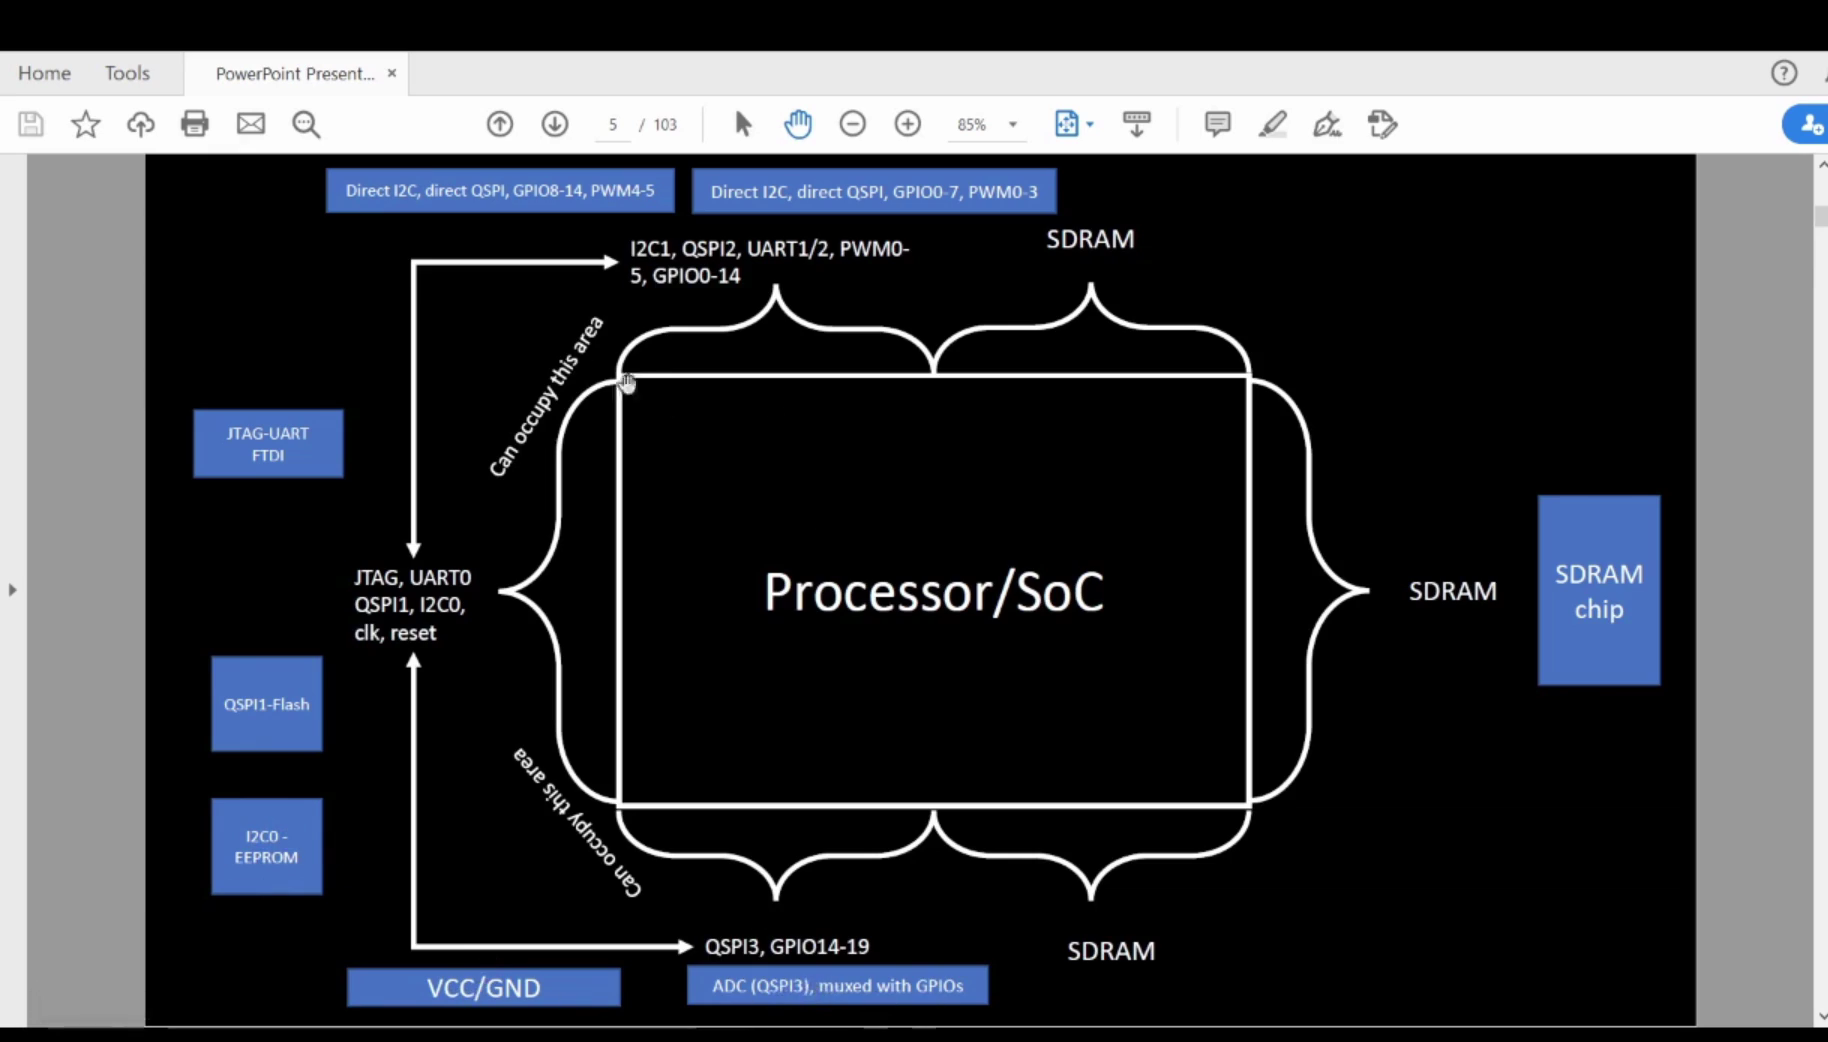 Home
Tools
PowerPoint Present... ×
5 / 103
85%
Direct I2C, direct QSPI, GPIO8-14, PWM4-5
Direct I2C, direct QSPI, GPIO0-7, PWM0-3
I2C1, QSPI2, UART1/2, PWM0-
5, GPIO0-14
SDRAM
Can occupy this area
JTAG-UART
FTDI
JTAG, UART0
QSPI1, I2C0,
clk, reset
Processor/SoC
SDRAM
SDRAM
chip
QSPI1-Flash
I2C0 -
EEPROM
Can occupy this area
QSPI3, GPIO14-19
SDRAM
VCC/GND
ADC (QSPI3), muxed with GPIOs